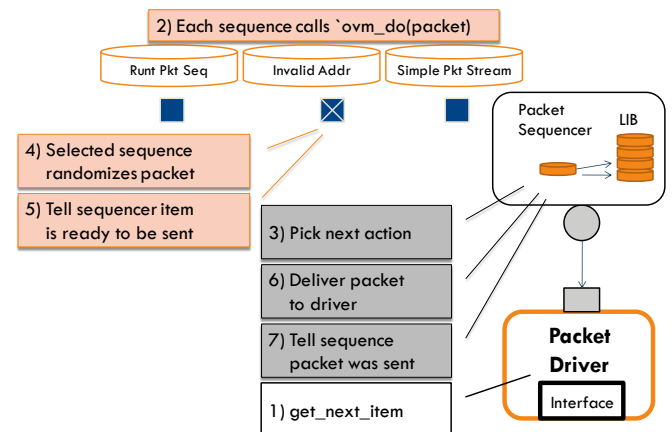 2) Each sequence calls `ovm_do(packet)
Runt Pkt Seq
Invalid Addr
Simple Pkt Stream
Packet
Sequencer
LIB
4) Selected sequence
randomizes packet
5) Tell sequencer item
is ready to be sent
3) Pick next action
6) Deliver packet
to driver
7) Tell sequence
packet was sent
1) get_next_item
Packet
Driver
Interface